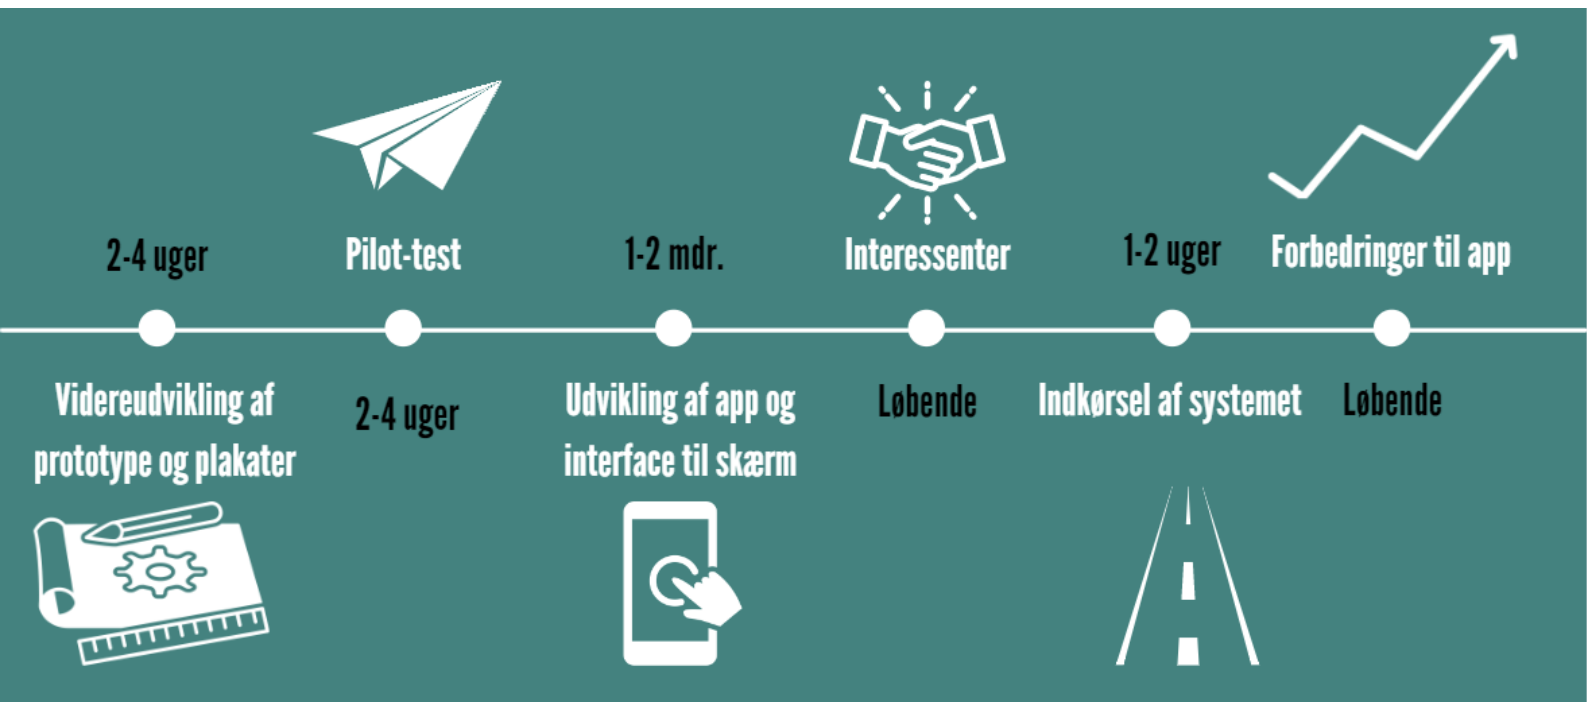 2-4 uger
Videreudvikling af
prototype og plakater
Pilot-test
2-4 uger
1-2 mdr.
Udvikling af app og
interface til skærm
Interessenter
Løbende
1-2 uger
Indkørsel af systemet
Forbedringer til app
Løbende